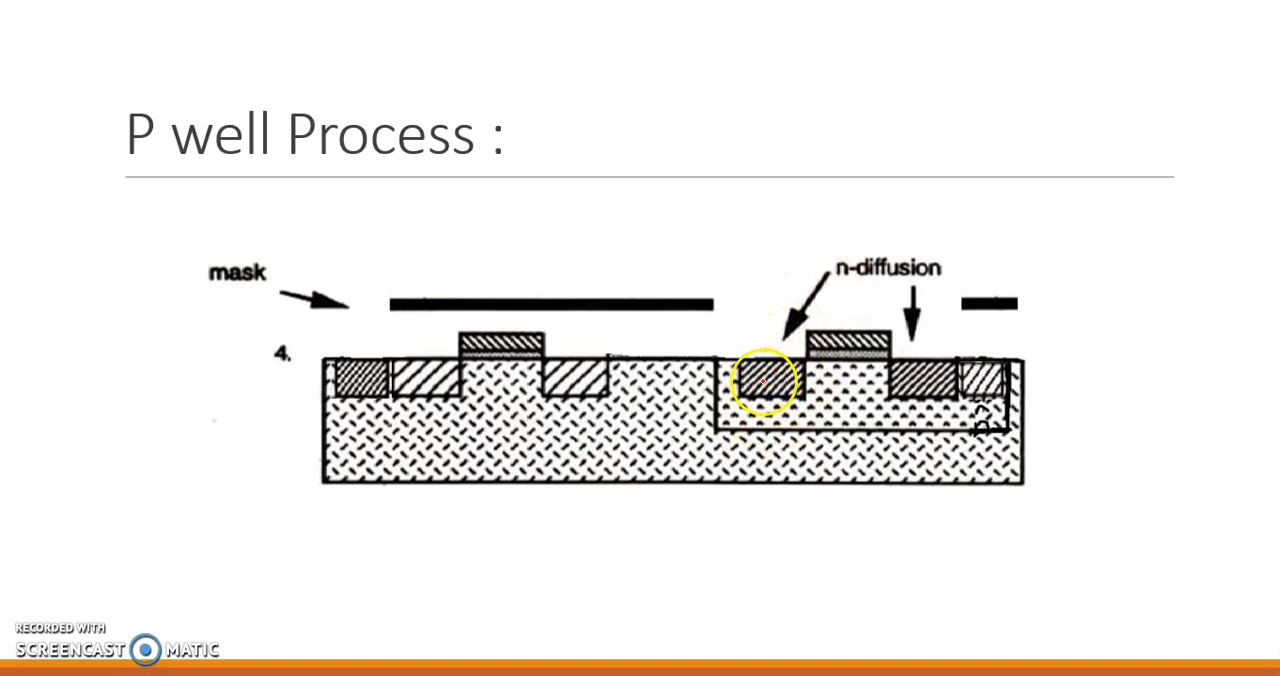 P well Process :
mask
n-diffusion
4.
RECORDED WITH
SCREENCAST MATIC